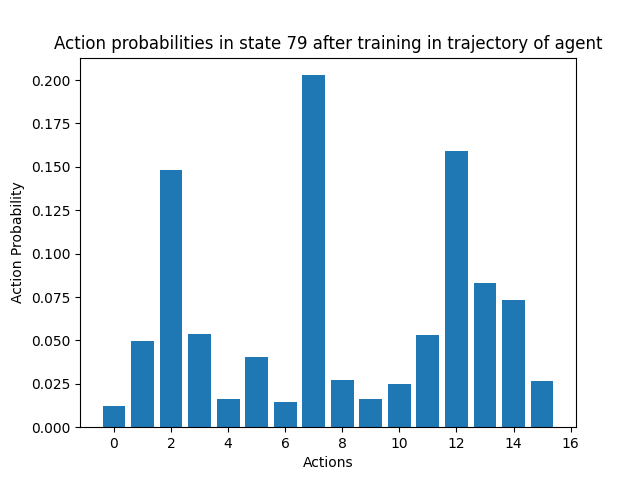 Action probabilities in state 79 after training in trajectory of agent
0.200
0.175
0.150
0.125
0.100
0.075
0.050
0.025
0.000
Action Probability
0 2 4 6 8 10 12 14 16
Actions